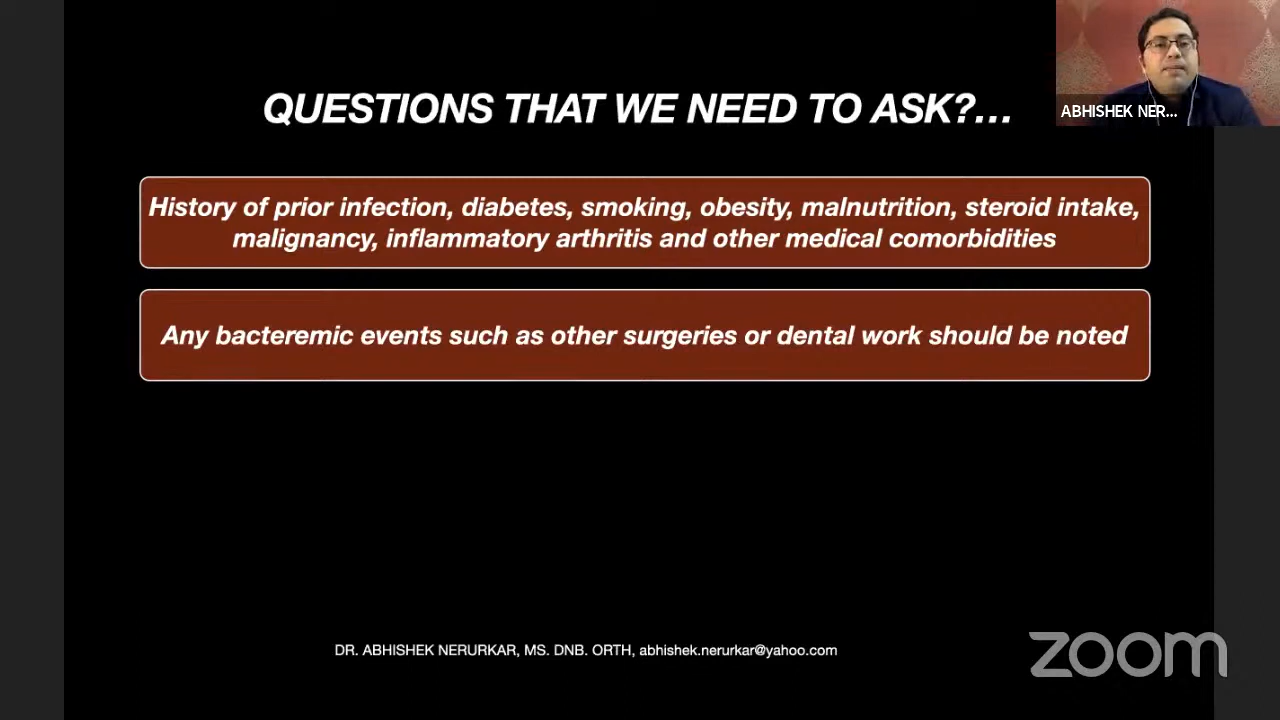 QUESTIONS THAT WE NEED TO ASK?...
ABHISHEK NER...
History of prior infection, diabetes, smoking, obesity, malnutrition, steroid intake,
malignancy, inflammatory arthritis and other medical comorbidities
Any bacteremic events such as other surgeries or dental work should be noted
DR. ABHISHEK NERURKAR, MS. DNB. ORTH, abhishek.nerurkar@yahoo.com
zoom